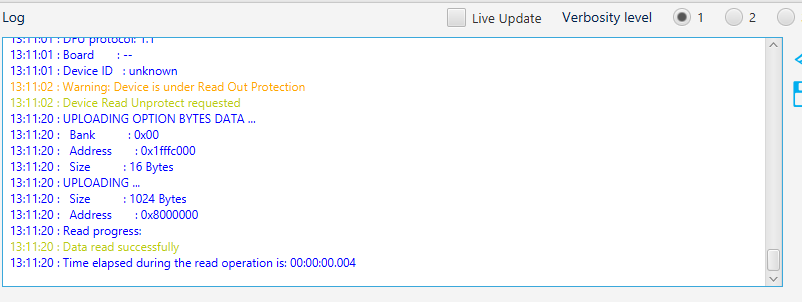 Log
Live Update
Verbosity level
1
2
13:11:01 : DFU protocol: 1.1
13:11:01 : Board : --
13:11:01 : Device ID : unknown
13:11:02 : Warning: Device is under Read Out Protection
13:11:02 : Device Read Unprotect requested
13:11:20 : UPLOADING OPTION BYTES DATA ...
13:11:20 : Bank : 0x00
13:11:20 : Address : 0x1fffc000
13:11:20 : Size : 16 Bytes
13:11:20 : UPLOADING ...
13:11:20 : Size : 1024 Bytes
13:11:20 : Address : 0x8000000
13:11:20 : Read progress:
13:11:20 : Data read successfully
13:11:20 : Time elapsed during the read operation is: 00:00:00.004